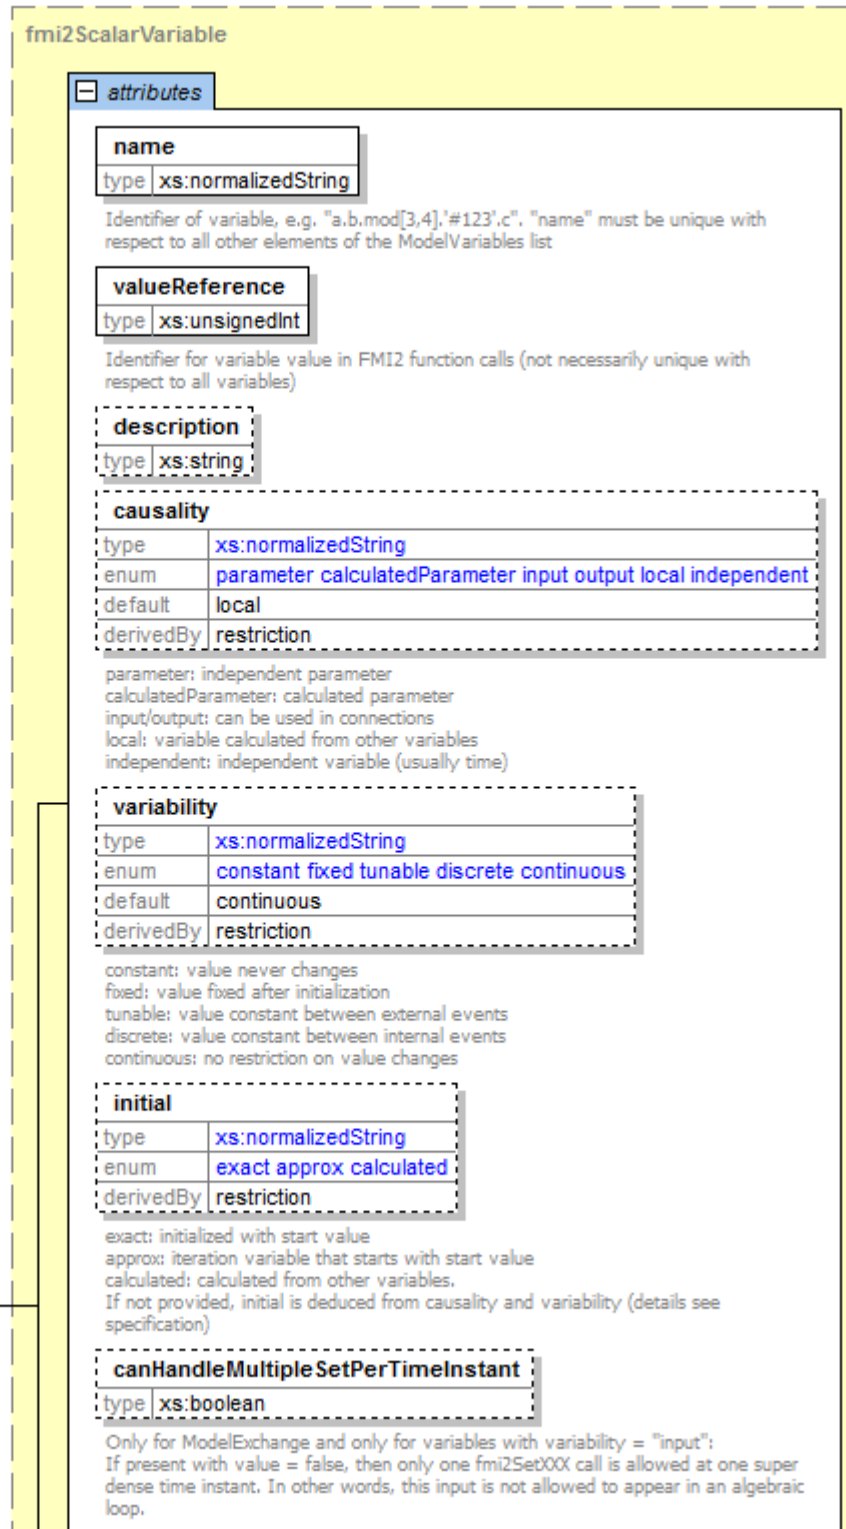 fmi2ScalarVariable
attributes
name
type xs:normalizedString
Identifier of variable, e.g. "a.b.mod[3,4].'#123'.c". "name" must be unique with
respect to all other elements of the ModelVariables list
valueReference
type xs:unsignedInt
Identifier for variable value in FMI2 function calls (not necessarily unique with
respect to all variables)
description
type xs:string
causality
type xs:normalizedString
enum parameter calculatedParameter input output local independent
default local
derivedBy restriction
parameter: independent parameter
calculatedParameter: calculated parameter
input/output: can be used in connections
local: variable calculated from other variables
independent: independent variable (usually time)
variability
type xs:normalizedString
enum constant fixed tunable discrete continuous
default continuous
derivedBy restriction
constant: value never changes
fixed: value fixed after initialization
tunable: value constant between external events
discrete: value constant between internal events
continuous: no restriction on value changes
initial
type xs:normalizedString
enum exact approx calculated
derivedBy restriction
exact: initialized with start value
approx: iteration variable that starts with start value
calculated: calculated from other variables.
If not provided, initial is deduced from causality and variability (details see
specification)
canHandleMultipleSetPerTimeInstant
type xs:boolean
Only for ModelExchange and only for variables with variability = "input":
If present with value = false, then only one fmi2SetXXX call is allowed at one super
dense time instant. In other words, this input is not allowed to appear in an algebraic
loop.